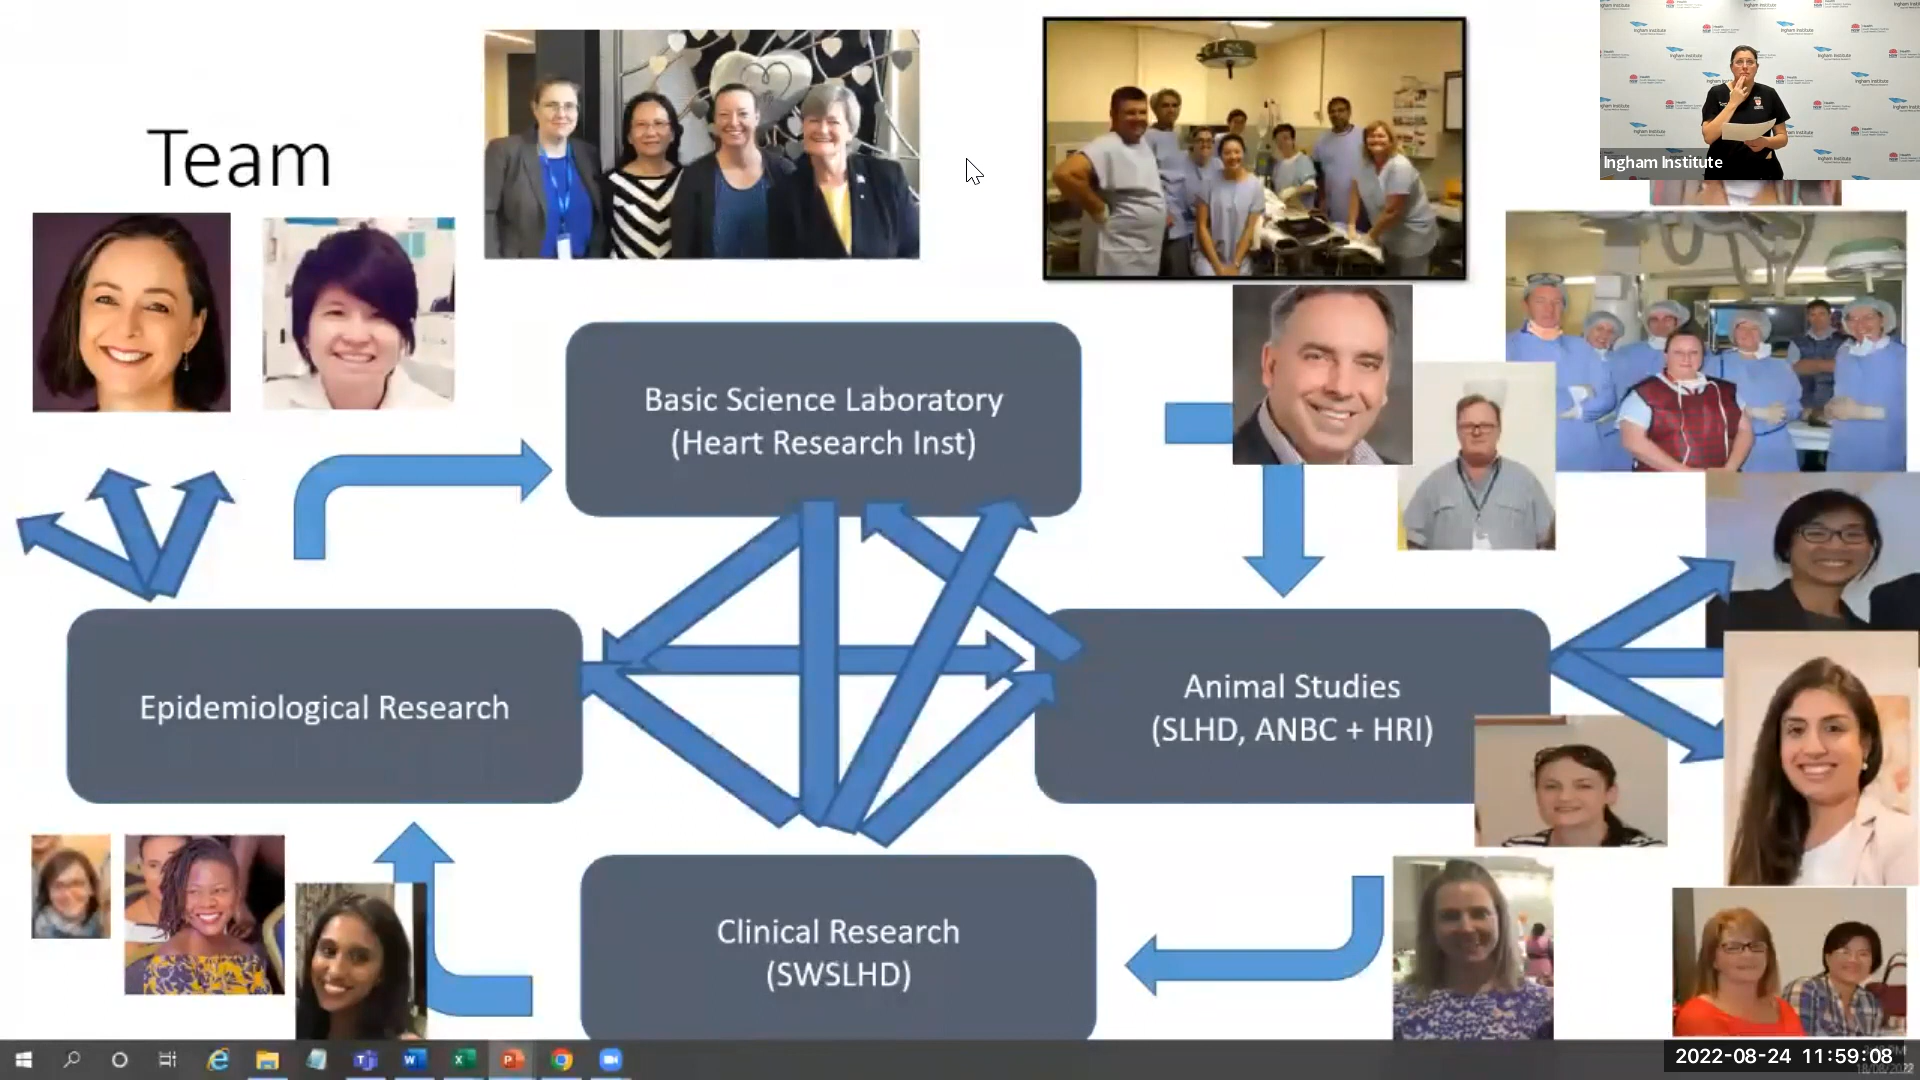 Team
Ingham Institute
Basic Science Laboratory
(Heart Research Inst)
Epidemiological Research
Animal Studies
(SLHD, ANBC + HRI)
Clinical Research
(SWSLHD)
2022-08-24 11:59:08